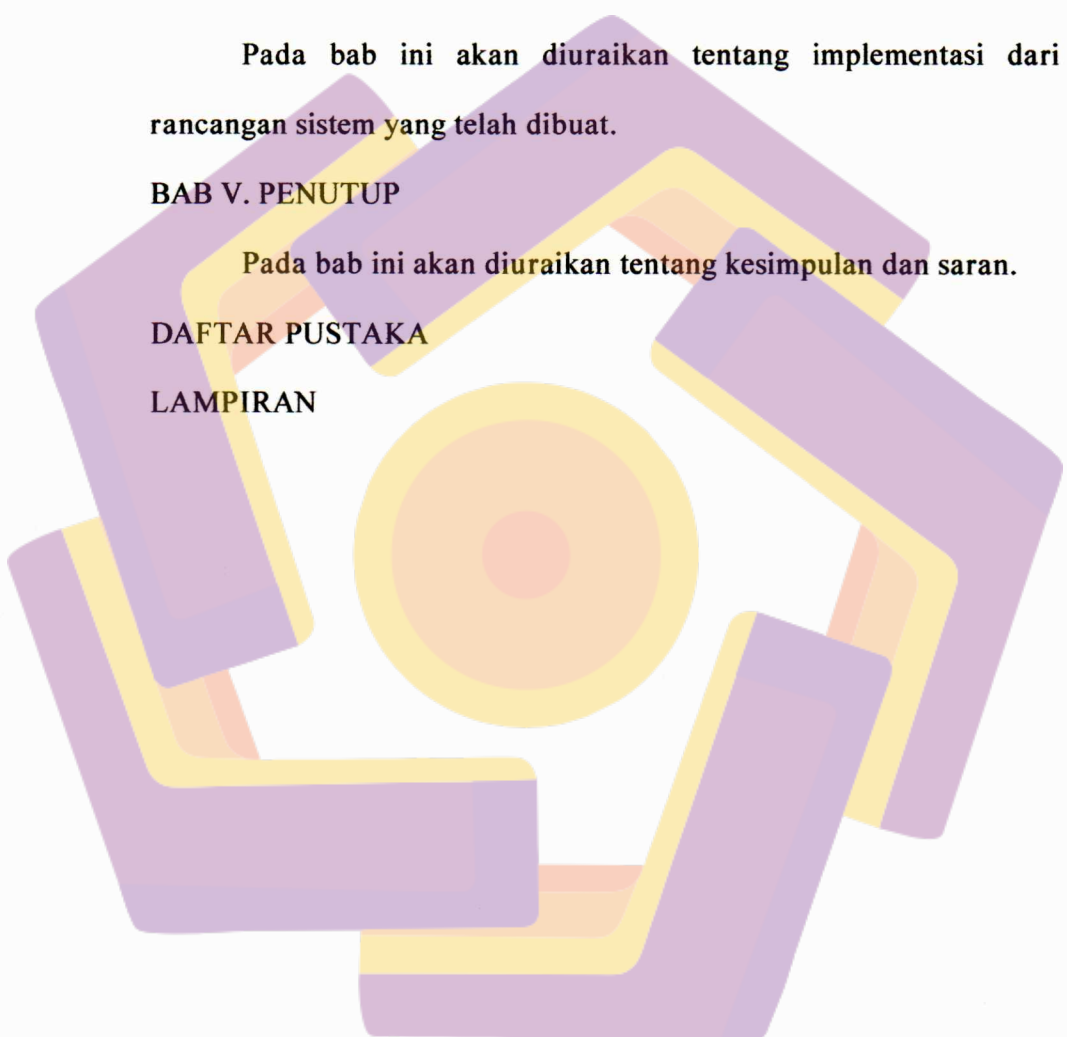 Pada bab ini akan diuraikan tentang implementasi dari
rancangan sistem yang telah dibuat.
BAB V. PENUTUP
Pada bab ini akan diuraikan tentang kesimpulan dan saran.
DAFTAR PUSTAKA
LAMPIRAN